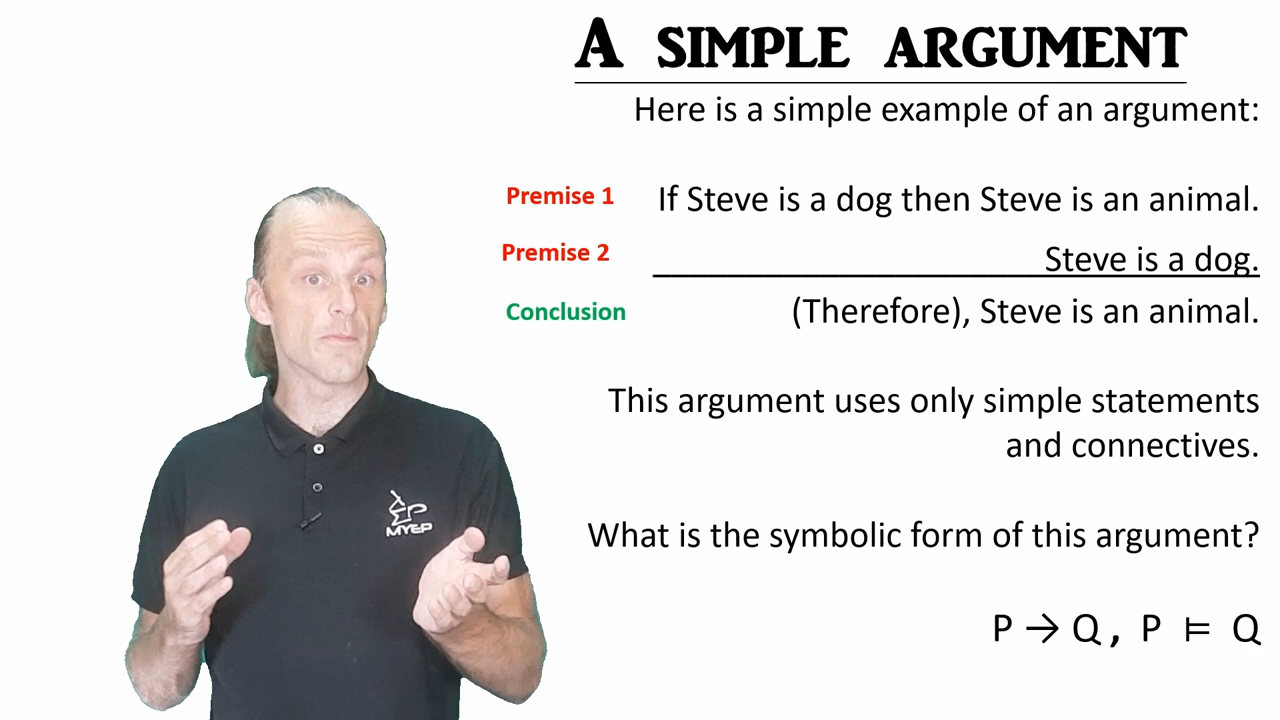 A SIMPLE ARGUMENT
Here is a simple example of an argument:
Premise 1 If Steve is a dog then Steve is an animal.
Premise 2 Steve is a dog.
Conclusion (Therefore), Steve is an animal.
This argument uses only simple statements
and connectives.
What is the symbolic form of this argument?
P → Q , P ⊨ Q
MYEP